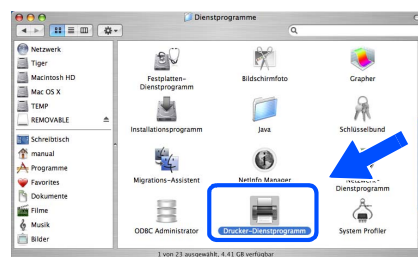 Dienstprogramme
Netzwerk
Tiger
Macintosh HD
Mac OS X
TEMP
REMOVABLE
Schreibtisch
manual
Programme
Favorites
Dokumente
Filme
Musik
Bilder
Festplatten-
Dienstprogramm
Bildschirmfoto
Grapher
Installationsprogramm
Java
Schlüsselbund
Migrations-Assistent
NetInfo Manager
Netzwerk-
Dienstprogramm
ODBC Administrator
Drucker-Dienstprogramm
System Profiler
1 von 23 ausgewählt, 4,41 GB verfügbar